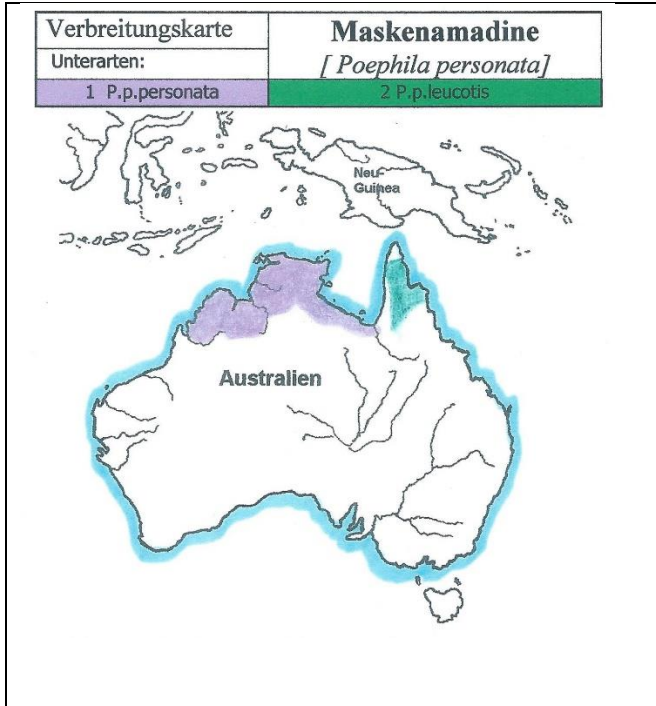 Verbreitungskarte
Unterarten:
Maskenamadine
[ Poephila personata]
1 P.p.personata
2 P.p.leucotis
Neu-
Guinea
Australien